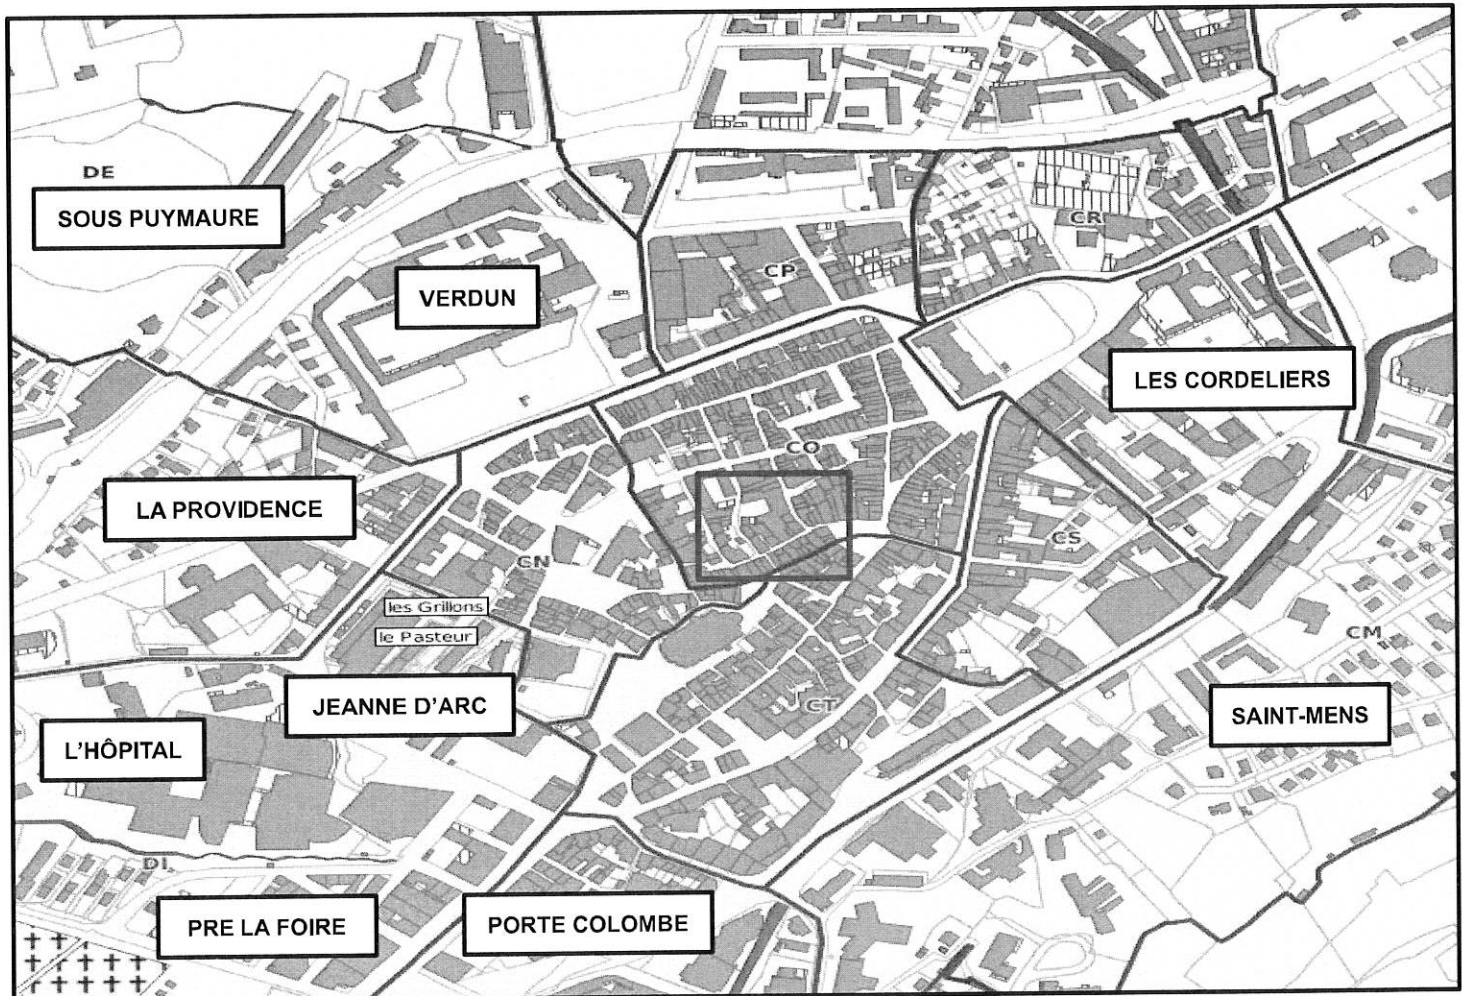 DE
SOUS PUYMAURE
CR
CP
VERDUN
LES CORDELIERS
CO
LA PROVIDENCE
CS
CN
les Grillons
le Pasteur
CM
JEANNE D’ARC
CT
SAINT-MENS
L’HÔPITAL
DI
PRE LA FOIRE
PORTE COLOMBE